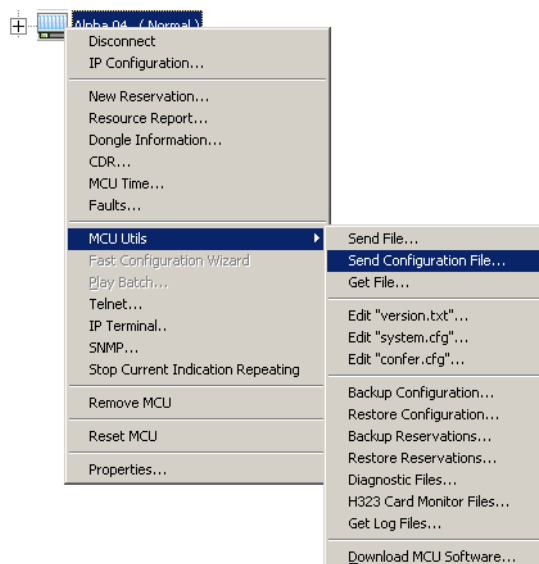 Alpha 04 ( Normal )
Disconnect
IP Configuration...
New Reservation...
Resource Report...
Dongle Information...
CDR...
MCU Time...
Faults...
MCU Utils
Fast Configuration Wizard
Play Batch...
Telnet...
IP Terminal..
SNMP...
Stop Current Indication Repeating
Remove MCU
Reset MCU
Properties...
Send File...
Send Configuration File...
Get File...
Edit "version.txt"...
Edit "system.cfg"...
Edit "confer.cfg"...
Backup Configuration...
Restore Configuration...
Backup Reservations...
Restore Reservations...
Diagnostic Files...
H323 Card Monitor Files...
Get Log Files...
Download MCU Software...